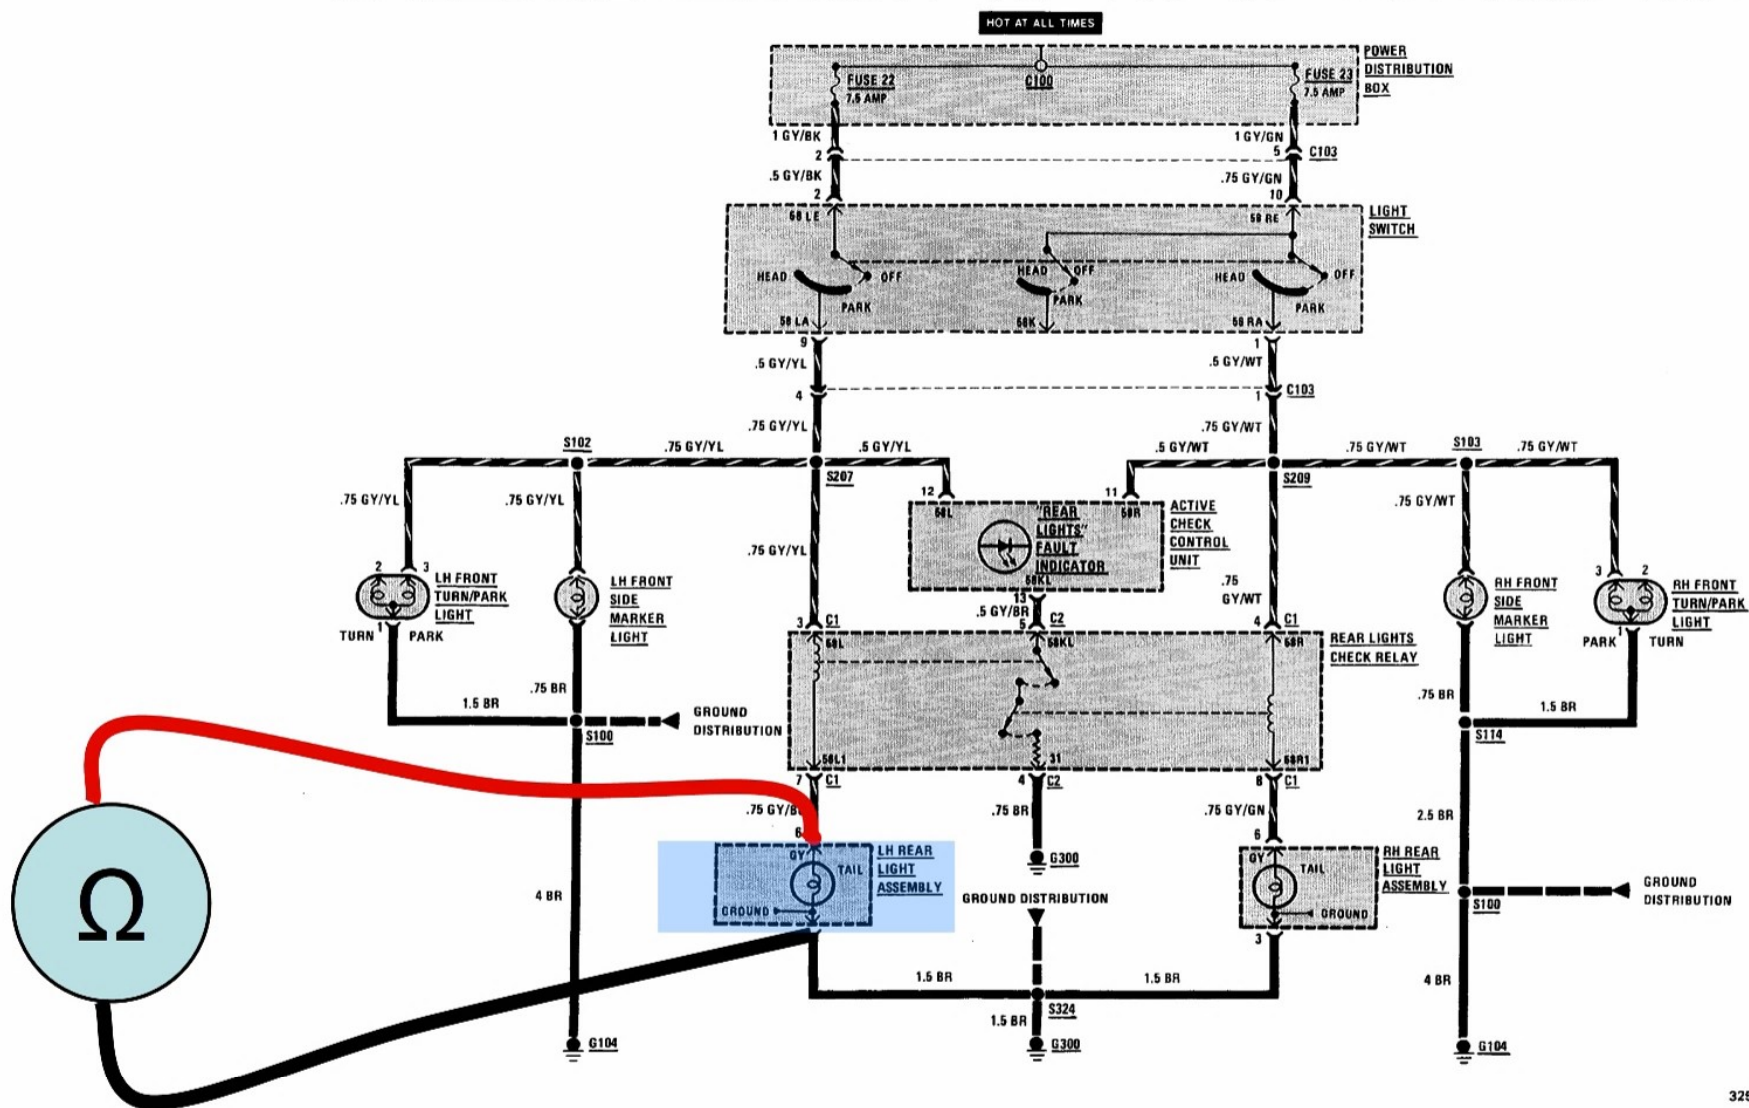 HOT AT ALL TIMES
POWER
DISTRIBUTION
BOX
FUSE 22
7.5 AMP
C100
FUSE 23
7.5 AMP
1 GY/BK
1 GY/GN
2
5
C103
.5 GY/BK
.75 GY/GN
2
10
LIGHT
SWITCH
58 LE
58 RE
HEAD
OFF
PARK
HEAD
OFF
PARK
HEAD
OFF
PARK
58 LA
58K
58 RA
9
1
.5 GY/YL
.5 GY/WT
4
1
C103
.75 GY/YL
.75 GY/WT
S102
.75 GY/YL
.5 GY/YL
.5 GY/WT
.75 GY/WT
S103
.75 GY/WT
S207
S209
.75 GY/YL
.75 GY/YL
12
11
.75 GY/WT
58L
58R
"REAR
LIGHTS"
FAULT
INDICATOR
ACTIVE
CHECK
CONTROL
UNIT
.75 GY/YL
58KL
13
.5 GY/BR
.75
GY/WT
2
3
LH FRONT
TURN/PARK
LIGHT
1
TURN
PARK
LH FRONT
SIDE
MARKER
LIGHT
RH FRONT
SIDE
MARKER
LIGHT
3
2
RH FRONT
TURN/PARK
LIGHT
1
PARK
TURN
3
C1
5
C2
4
C1
58L
58KL
58R
REAR LIGHTS
CHECK RELAY
.75 BR
.75 BR
1.5 BR
1.5 BR
S100
GROUND
DISTRIBUTION
S114
58L1
31
58R1
7
C1
4
C2
8
C1
.75 BR
.75 GY/GN
2.5 BR
6
6
GY
TAIL
GROUND
LH REAR
LIGHT
ASSEMBLY
G300
GROUND DISTRIBUTION
GY
TAIL
GROUND
RH REAR
LIGHT
ASSEMBLY
3
S100
GROUND
DISTRIBUTION
Ω
4 BR
1.5 BR
1.5 BR
4 BR
S324
1.5 BR
G104
G300
G104